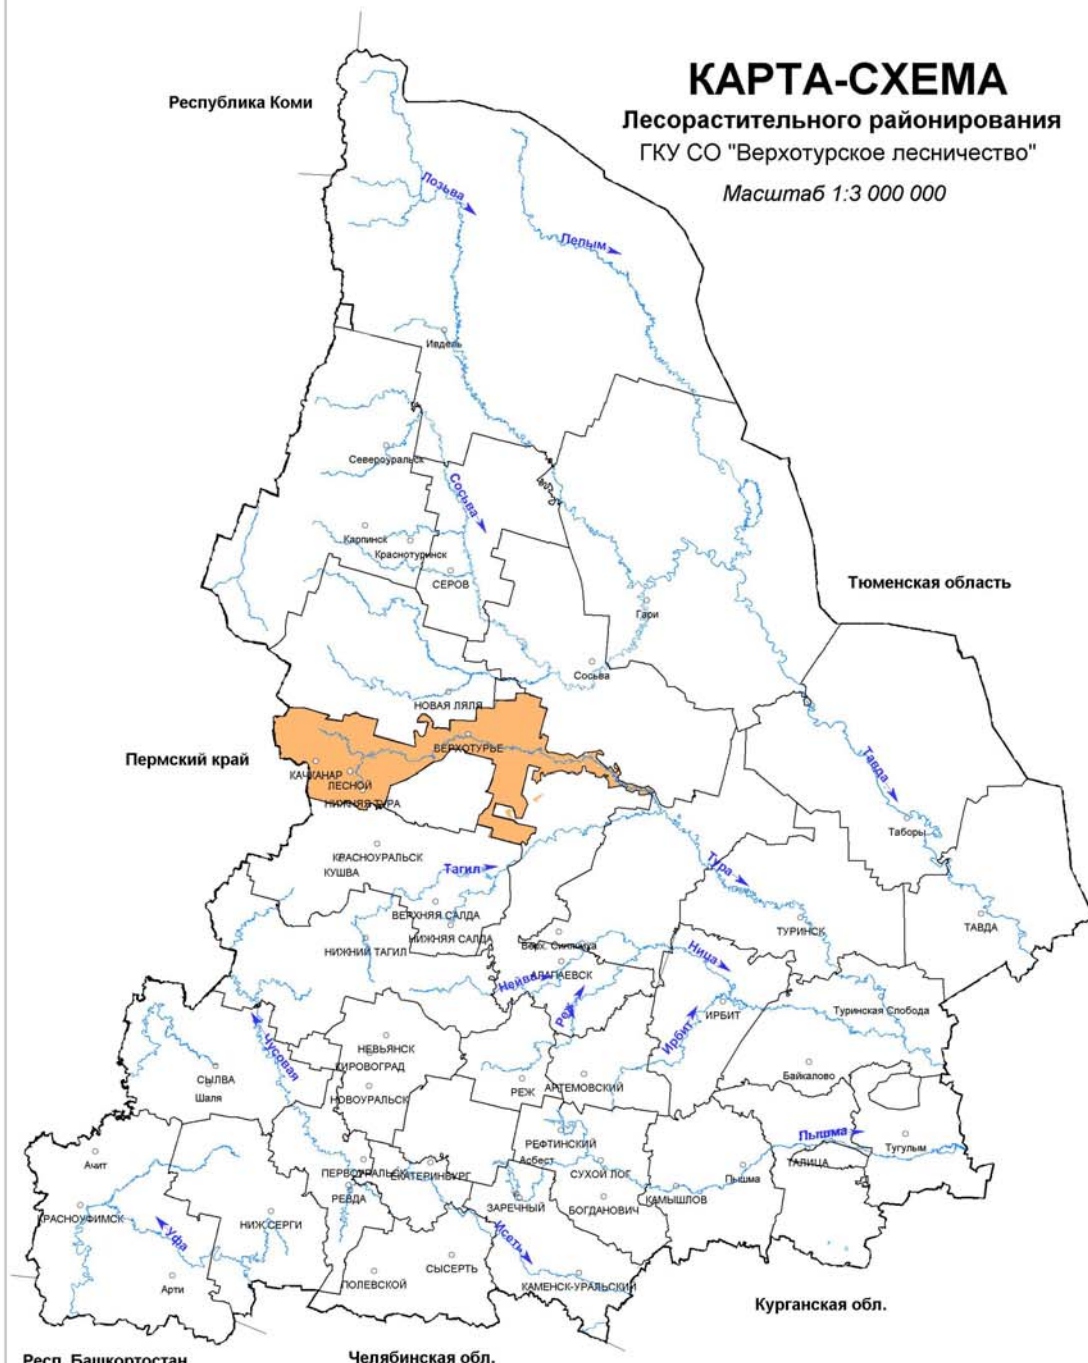 КАРТА-СХЕМА
Лесорастительного районирования
ГКУ СО "Верхотурское лесничество"
Масштаб 1:3 000 000
Республика Коми
Лозьва
Пелым
Ивдель
Североуральск
Сосьва
Карпинск
Краснотуринск
СЕРОВ
Тюменская область
Гари
Сосьва
НОВАЯ ЛЯЛЯ
ВЕРХОТУРЬЕ
Пермский край
КАЧКАНАР
ЛЕСНОЙ
НИЖНЯЯ ТУРА
Тавда
Таборы
КРАСНОУРАЛЬСК
КУШВА
Тагил
Тура
ВЕРХНЯЯ САЛДА
НИЖНЯЯ САЛДА
НИЖНИЙ ТАГИЛ
Верх. Синячиха
ТУРИНСК
ТАВДА
Ница
АЛАПАЕВСК
Нейва
Реж
Ирбит
ИРБИТ
Туринская Слобода
Чусовая
НЕВЬЯНСК
КИРОВОГРАД
НОВОУРАЛЬСК
СЫЛВА
Шаля
РЕЖ
АРТЕМОВСКИЙ
Байкалово
Пышма
РЕФТИНСКИЙ
Асбест
СУХОЙ ЛОГ
ТАЛИЦА
Тугулым
Ачит
ПЕРВОУРАЛЬСК
ЕКАТЕРИНБУРГ
Пышма
РЕВДА
ЗАРЕЧНЫЙ
БОГДАНОВИЧ
КАМЫШЛОВ
КРАСНОУФИМСК
НИЖ.СЕРГИ
Уфа
Исеть
Арти
СЫСЕРТЬ
ПОЛЕВСКОЙ
КАМЕНСК-УРАЛЬСКИЙ
Курганская обл.
Челябинская обл.
Респ. Башкортостан